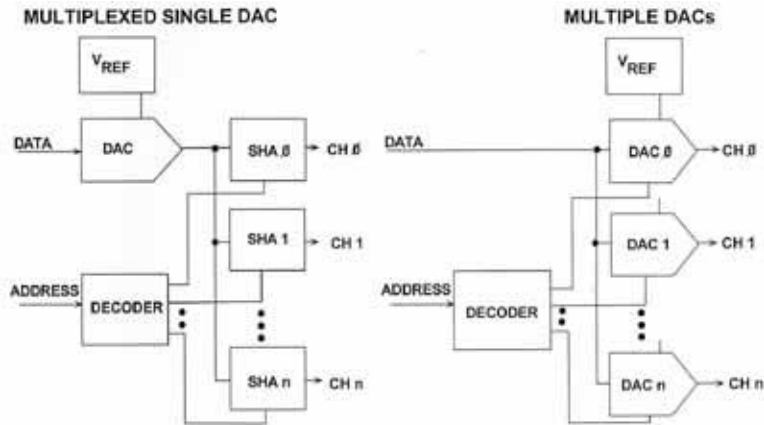 MULTIPLEXED SINGLE DAC
VREF
DATA
DAC
SHA Ø
CH Ø
SHA 1
CH 1
ADDRESS
DECODER
SHA n
CH n
MULTIPLE DACs
VREF
DATA
DAC Ø
CH Ø
DAC 1
CH 1
ADDRESS
DECODER
DAC n
CH n